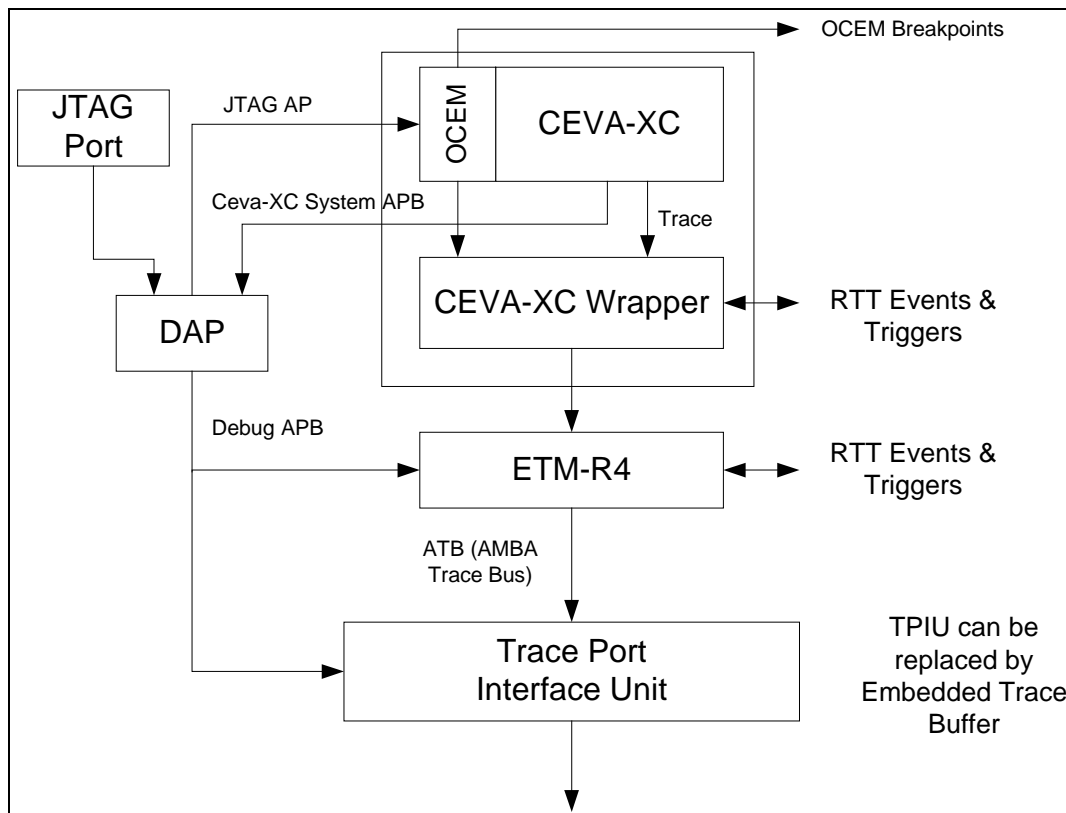 OCEM Breakpoints
JTAG
Port
JTAG AP
OCEM
CEVA-XC
Ceva-XC System APB
Trace
DAP
CEVA-XC Wrapper
RTT Events &
Triggers
Debug APB
ETM-R4
RTT Events &
Triggers
ATB (AMBA
Trace Bus)
Trace Port
Interface Unit
TPIU can be
replaced by
Embedded Trace
Buffer